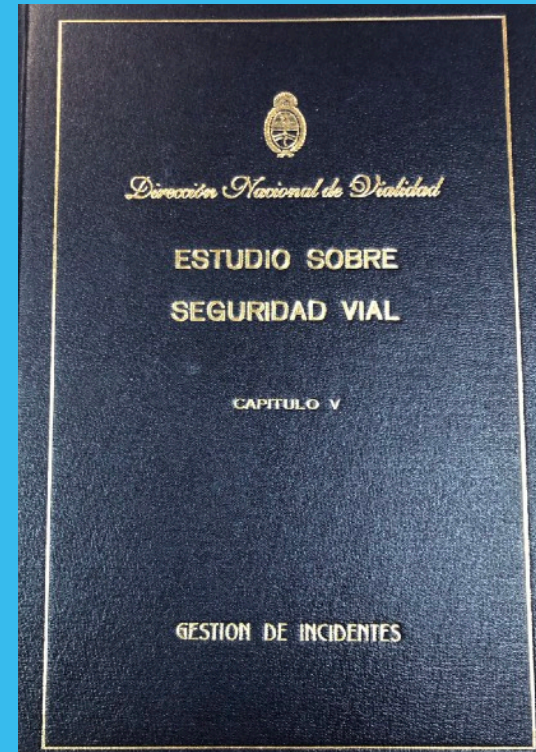 Dirección Nacional de Vialidad
ESTUDIO SOBRE
SEGURIDAD VIAL
CAPITULO V
GESTION DE INCIDENTES